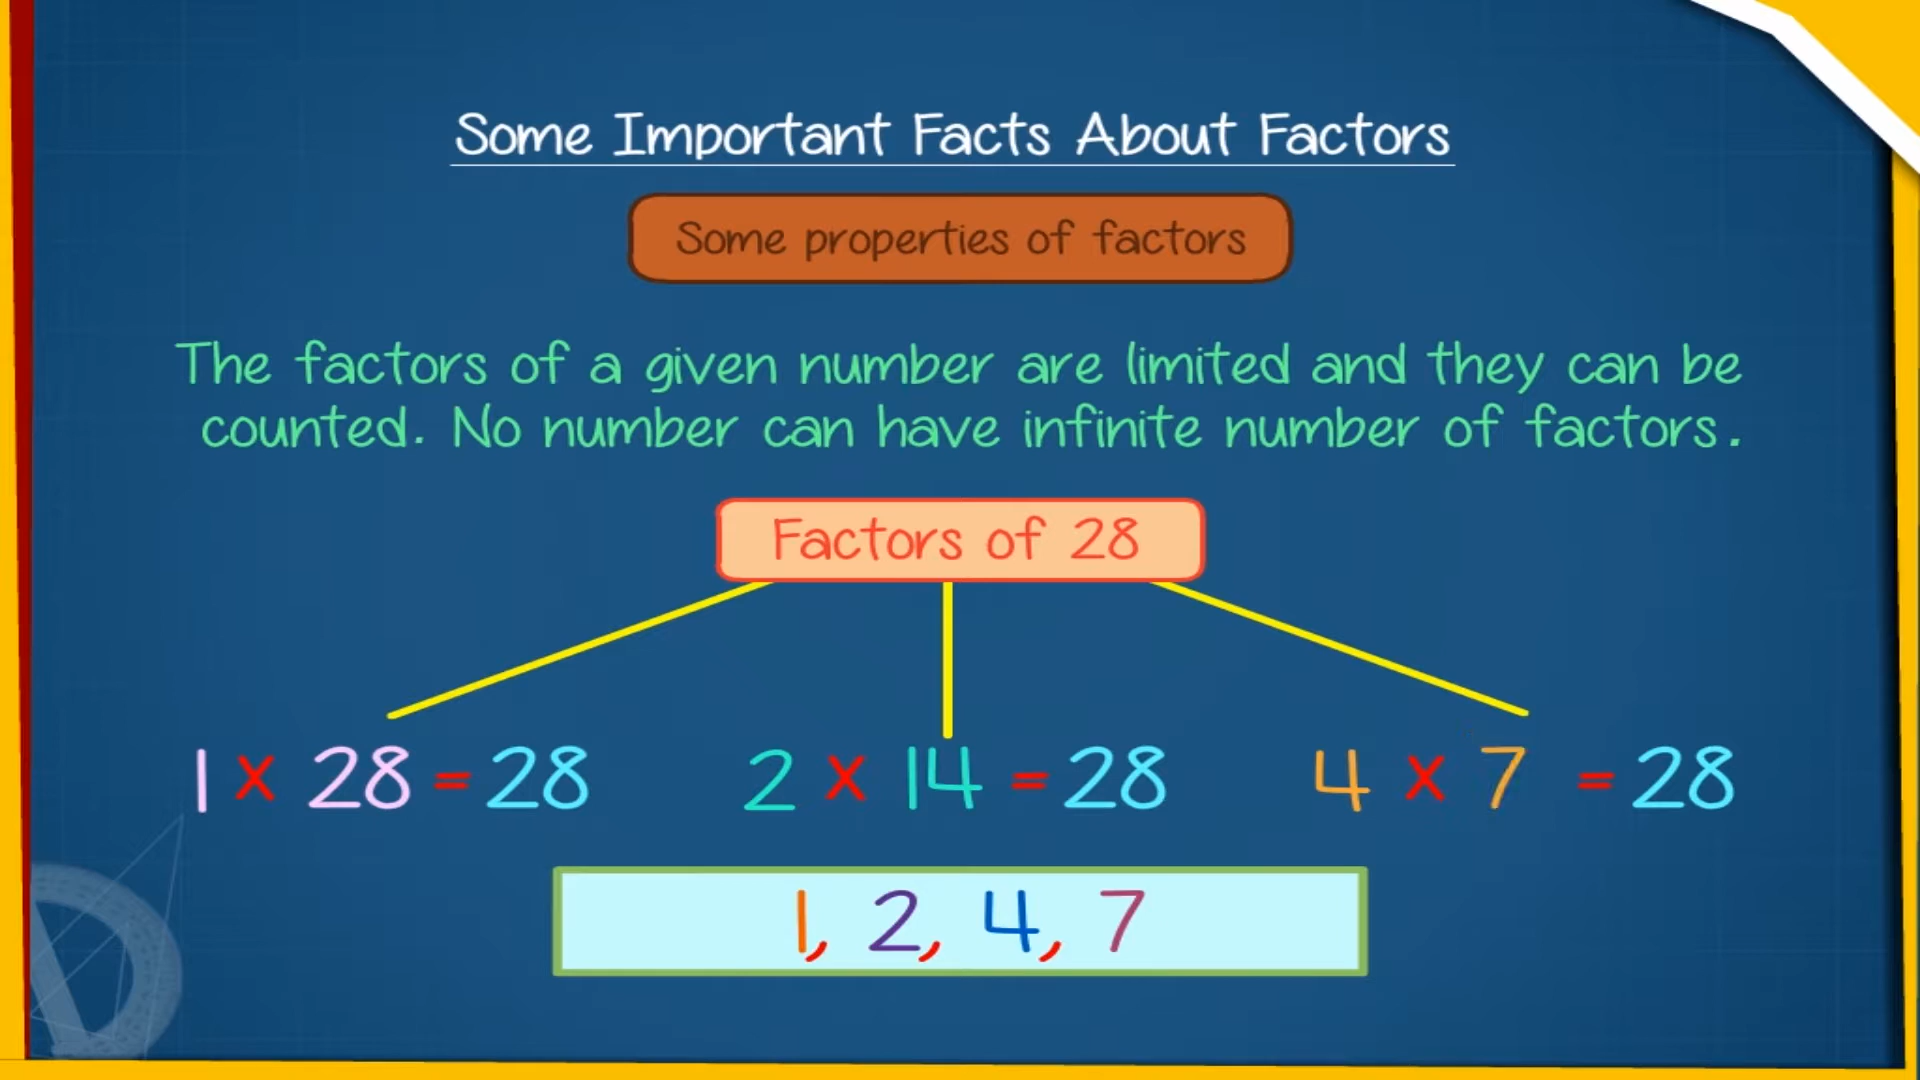 Some Important Facts About Factors
Some properties of factors
The factors of a given number are limited and they can be
counted. No number can have infinite number of factors.
Factors of 28
1 x 28 = 28 2 x 14 = 28 4 x 7 = 28
1, 2, 4, 7